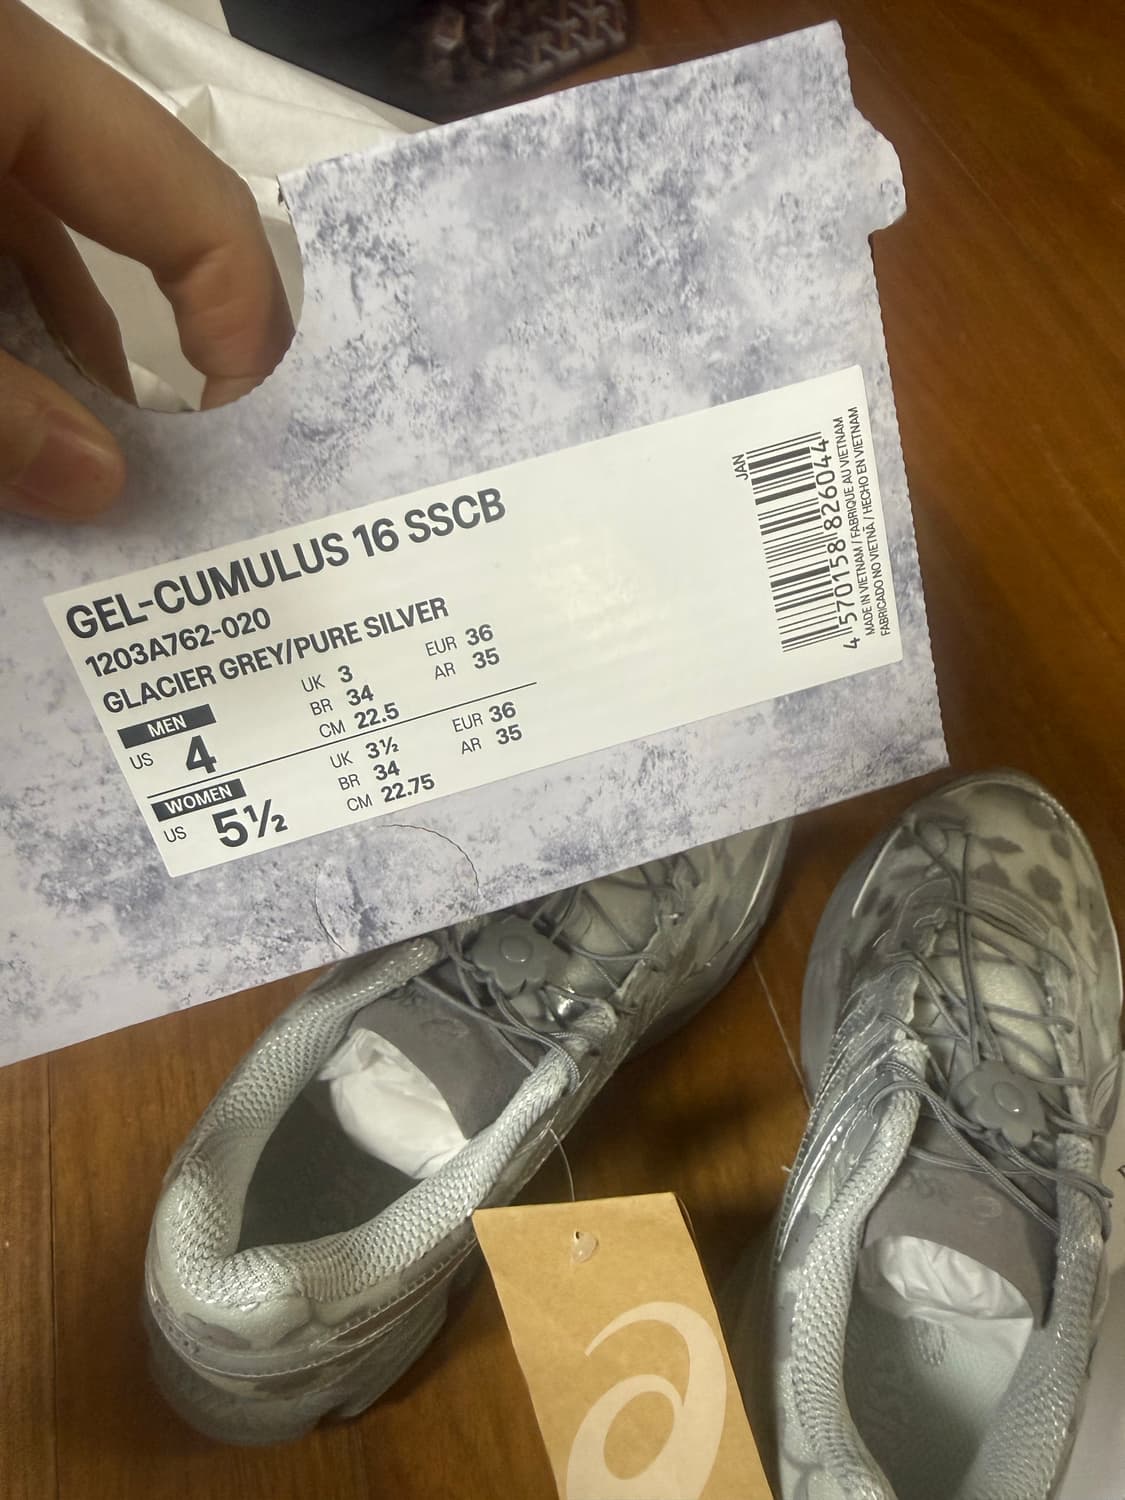 GEL-CUMULUS 16 SSCB
1203A762-020
GLACIER GREY/PURE SILVER
MEN
US 4
UK 3
BR 34
CM 22.5
EUR 36
AR 35
WOMEN
US 5½
UK 3½
BR 34
CM 22.75
EUR 36
AR 35
JAN
4 570158 826044
MADE IN VIETNAM / FABRIQUE AU VIETNAM
FABRICADO NO VIETNÃ / HECHO EN VIETNAM